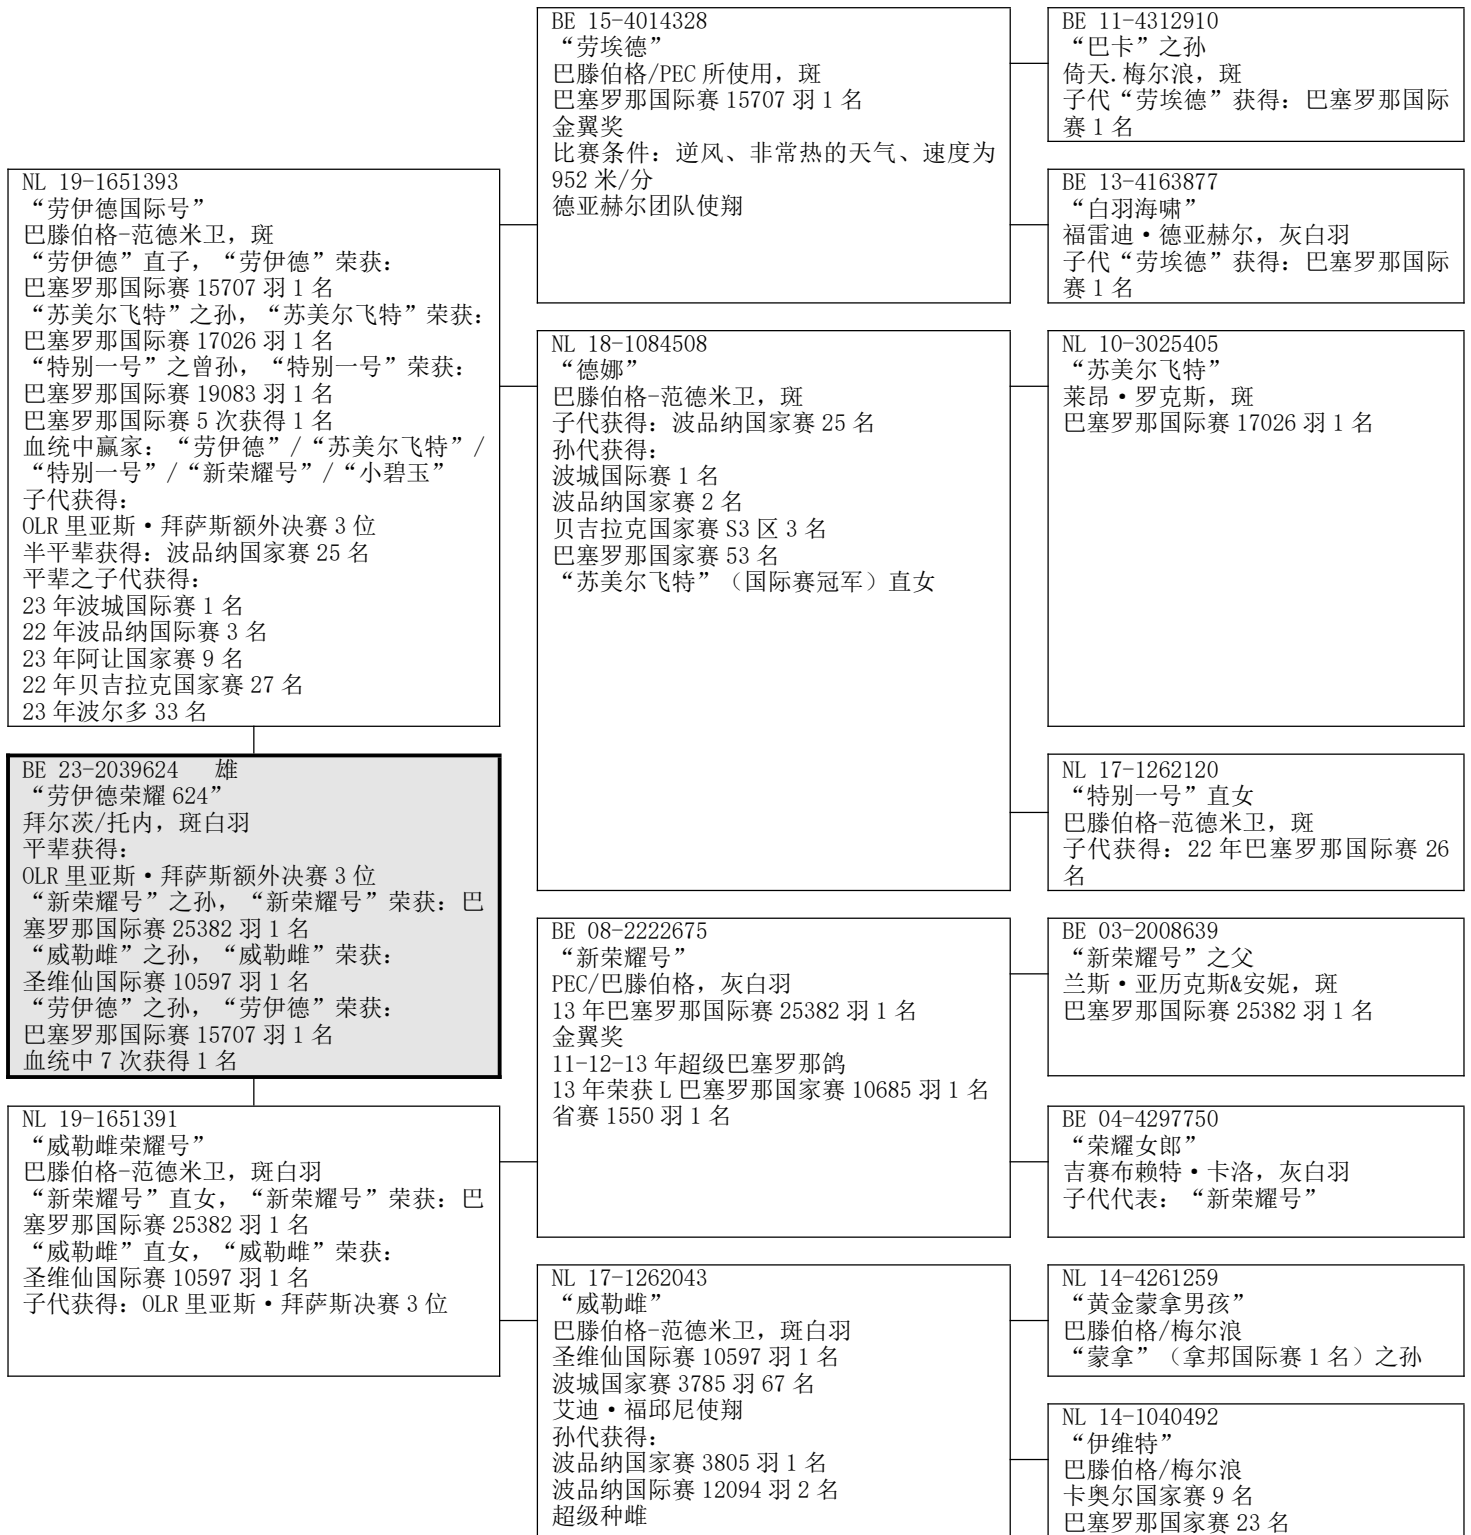 BE 15-4014328
“劳埃德”
巴滕伯格/PEC 所使用，斑
巴塞罗那国际赛 15707 羽 1 名
金翼奖
比赛条件：逆风、非常热的天气、速度为
952 米/分
德亚赫尔团队使翔
BE 11-4312910
“巴卡”之孙
倚天.梅尔浪，斑
子代“劳埃德”获得：巴塞罗那国际
赛 1 名
NL 19-1651393
“劳伊德国际号”
巴滕伯格-范德米卫，斑
“劳伊德”直子，“劳伊德”荣获：
巴塞罗那国际赛 15707 羽 1 名
“苏美尔飞特”之孙，“苏美尔飞特”荣获：
巴塞罗那国际赛 17026 羽 1 名
“特别一号”之曾孙，“特别一号”荣获：
巴塞罗那国际赛 19083 羽 1 名
巴塞罗那国际赛 5 次获得 1 名
血统中赢家：“劳伊德”/“苏美尔飞特”/
“特别一号”/“新荣耀号”/“小碧玉”
子代获得：
OLR 里亚斯·拜萨斯额外决赛 3 位
半平辈获得：波品纳国家赛 25 名
平辈之子代获得：
23 年波城国际赛 1 名
22 年波品纳国际赛 3 名
23 年阿让国家赛 9 名
22 年贝吉拉克国家赛 27 名
23 年波尔多 33 名
BE 13-4163877
“白羽海啸”
福雷迪·德亚赫尔，灰白羽
子代“劳埃德”获得：巴塞罗那国际
赛 1 名
NL 18-1084508
“德娜”
巴滕伯格-范德米卫，斑
子代获得：波品纳国家赛 25 名
孙代获得：
波城国际赛 1 名
波品纳国家赛 2 名
贝吉拉克国家赛 S3 区 3 名
巴塞罗那国家赛 53 名
“苏美尔飞特”（国际赛冠军）直女
NL 10-3025405
“苏美尔飞特”
莱昂·罗克斯，斑
巴塞罗那国际赛 17026 羽 1 名
BE 23-2039624 雄
“劳伊德荣耀 624”
拜尔茨/托内，斑白羽
平辈获得：
OLR 里亚斯·拜萨斯额外决赛 3 位
“新荣耀号”之孙，“新荣耀号”荣获：巴
塞罗那国际赛 25382 羽 1 名
“威勒雌”之孙，“威勒雌”荣获：
圣维仙国际赛 10597 羽 1 名
“劳伊德”之孙，“劳伊德”荣获：
巴塞罗那国际赛 15707 羽 1 名
血统中 7 次获得 1 名
NL 17-1262120
“特别一号”直女
巴滕伯格-范德米卫，斑
子代获得：22 年巴塞罗那国际赛 26
名
BE 08-2222675
“新荣耀号”
PEC/巴滕伯格，灰白羽
13 年巴塞罗那国际赛 25382 羽 1 名
金翼奖
11-12-13 年超级巴塞罗那鸽
13 年荣获 L 巴塞罗那国家赛 10685 羽 1 名
省赛 1550 羽 1 名
BE 03-2008639
“新荣耀号”之父
兰斯·亚历克斯&安妮，斑
巴塞罗那国际赛 25382 羽 1 名
NL 19-1651391
“威勒雌荣耀号”
巴滕伯格-范德米卫，斑白羽
“新荣耀号”直女，“新荣耀号”荣获：巴
塞罗那国际赛 25382 羽 1 名
“威勒雌”直女，“威勒雌”荣获：
圣维仙国际赛 10597 羽 1 名
子代获得：OLR 里亚斯·拜萨斯决赛 3 位
BE 04-4297750
“荣耀女郎”
吉赛布赖特·卡洛，灰白羽
子代代表：“新荣耀号”
NL 17-1262043
“威勒雌”
巴滕伯格-范德米卫，斑白羽
圣维仙国际赛 10597 羽 1 名
波城国家赛 3785 羽 67 名
艾迪·福邱尼使翔
孙代获得：
波品纳国家赛 3805 羽 1 名
波品纳国际赛 12094 羽 2 名
超级种雌
NL 14-4261259
“黄金蒙拿男孩”
巴滕伯格/梅尔浪
“蒙拿”（拿邦国际赛 1 名）之孙
NL 14-1040492
“伊维特”
巴滕伯格/梅尔浪
卡奥尔国家赛 9 名
巴塞罗那国家赛 23 名